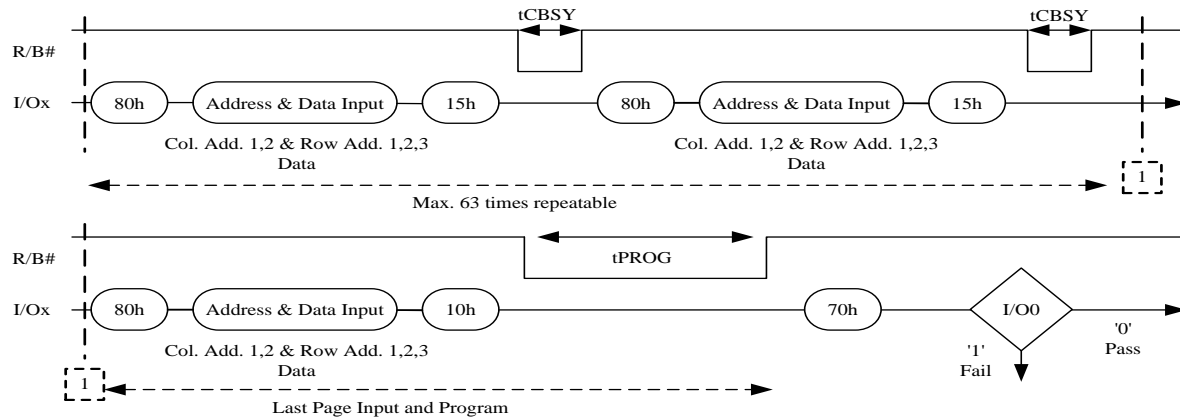 tCBSY tCBSY
R/B#
I/Ox 80h Address & Data Input 15h 80h Address & Data Input 15h
Col. Add. 1,2 & Row Add. 1,2,3 Col. Add. 1,2 & Row Add. 1,2,3
Data Data
1
Max. 63 times repeatable
R/B#
tPROG
I/Ox 80h Address & Data Input 10h 70h I/O0
'0'
Pass
Col. Add. 1,2 & Row Add. 1,2,3 '1'
Data Fail
1
Last Page Input and Program